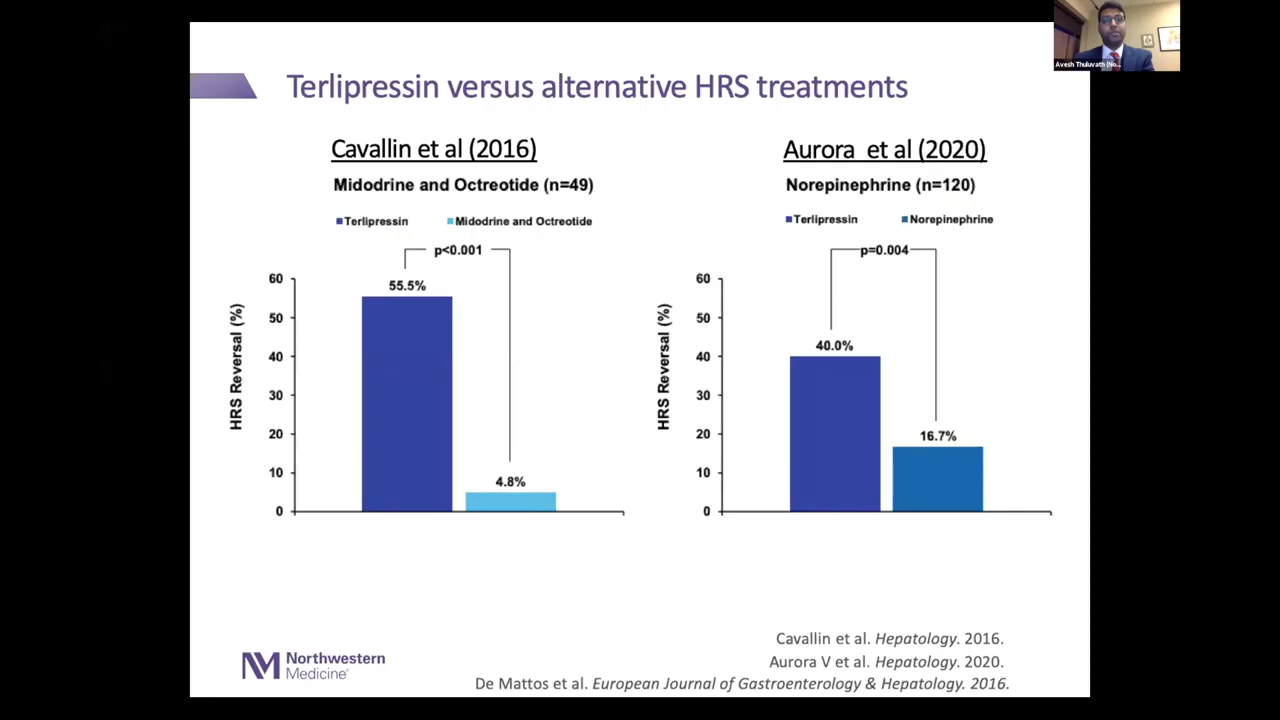 Avesh Thuluvath (No...
Terlipressin versus alternative HRS treatments
Cavallin et al (2016)
Midodrine and Octreotide (n=49)
Terlipressin
Midodrine and Octreotide
p<0.001
HRS Reversal (%)
60
50
40
30
20
10
0
55.5%
4.8%
Aurora et al (2020)
Norepinephrine (n=120)
Terlipressin
Norepinephrine
p=0.004
HRS Reversal (%)
60
50
40
30
20
10
0
40.0%
16.7%
Northwestern
Medicine®
Cavallin et al. Hepatology. 2016.
Aurora V et al. Hepatology. 2020.
De Mattos et al. European Journal of Gastroenterology & Hepatology. 2016.